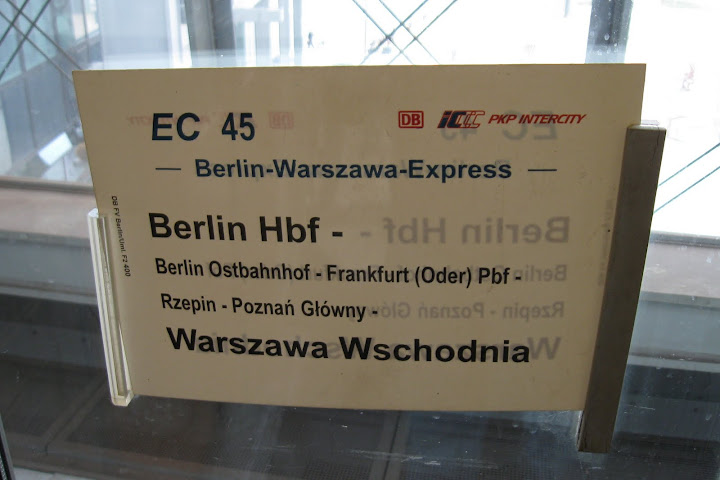 EC 45
DB PKP INTERCITY
— Berlin-Warszawa-Express —
Berlin Hbf -
Berlin Ostbahnhof - Frankfurt (Oder) Pbf -
Rzepin - Poznań Główny -
Warszawa Wschodnia